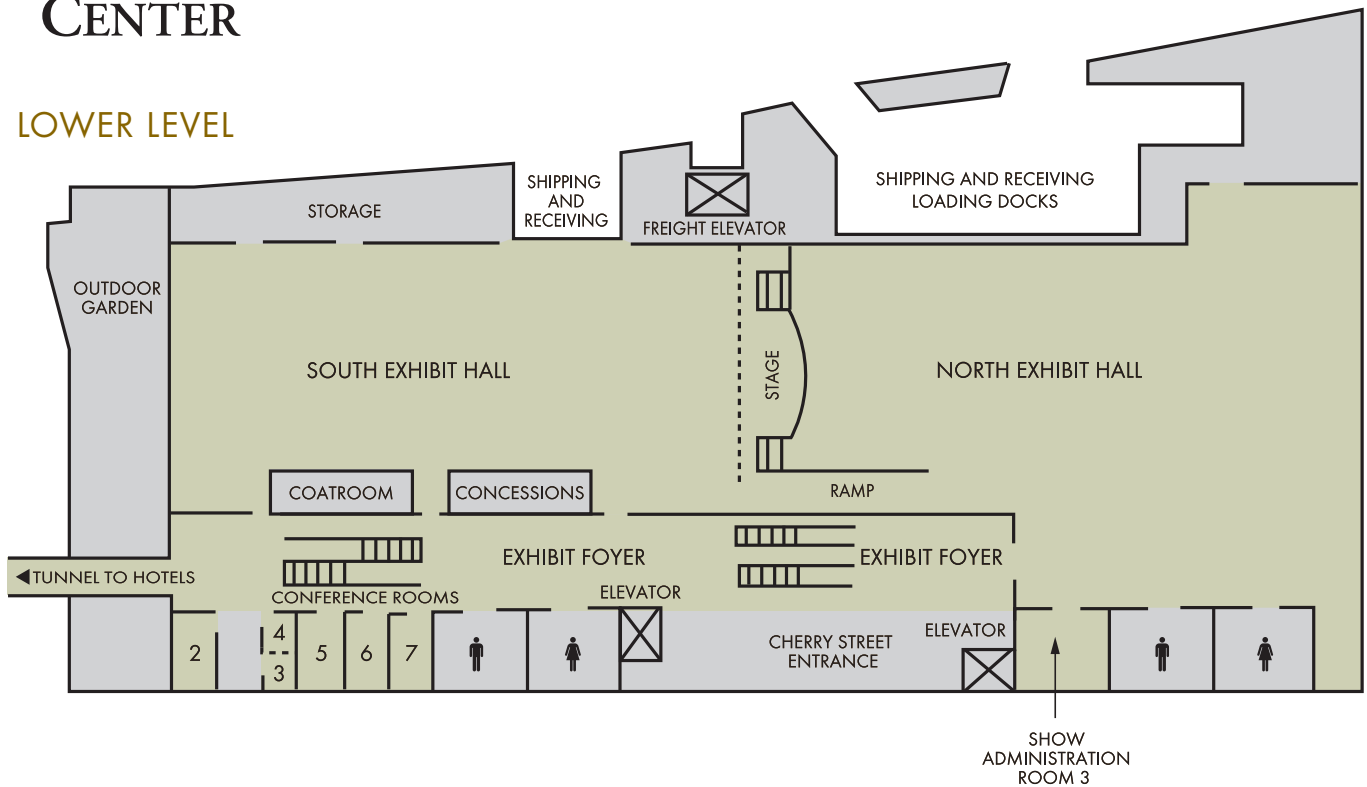 CENTER
LOWER LEVEL
SHIPPING
AND
RECEIVING
SHIPPING AND RECEIVING
LOADING DOCKS
STORAGE
FREIGHT ELEVATOR
OUTDOOR
GARDEN
SOUTH EXHIBIT HALL
STAGE
NORTH EXHIBIT HALL
COATROOM
CONCESSIONS
RAMP
EXHIBIT FOYER
EXHIBIT FOYER
TUNNEL TO HOTELS
CONFERENCE ROOMS
ELEVATOR
2
4
3
5
6
7
CHERRY STREET
ENTRANCE
ELEVATOR
SHOW
ADMINISTRATION
ROOM 3